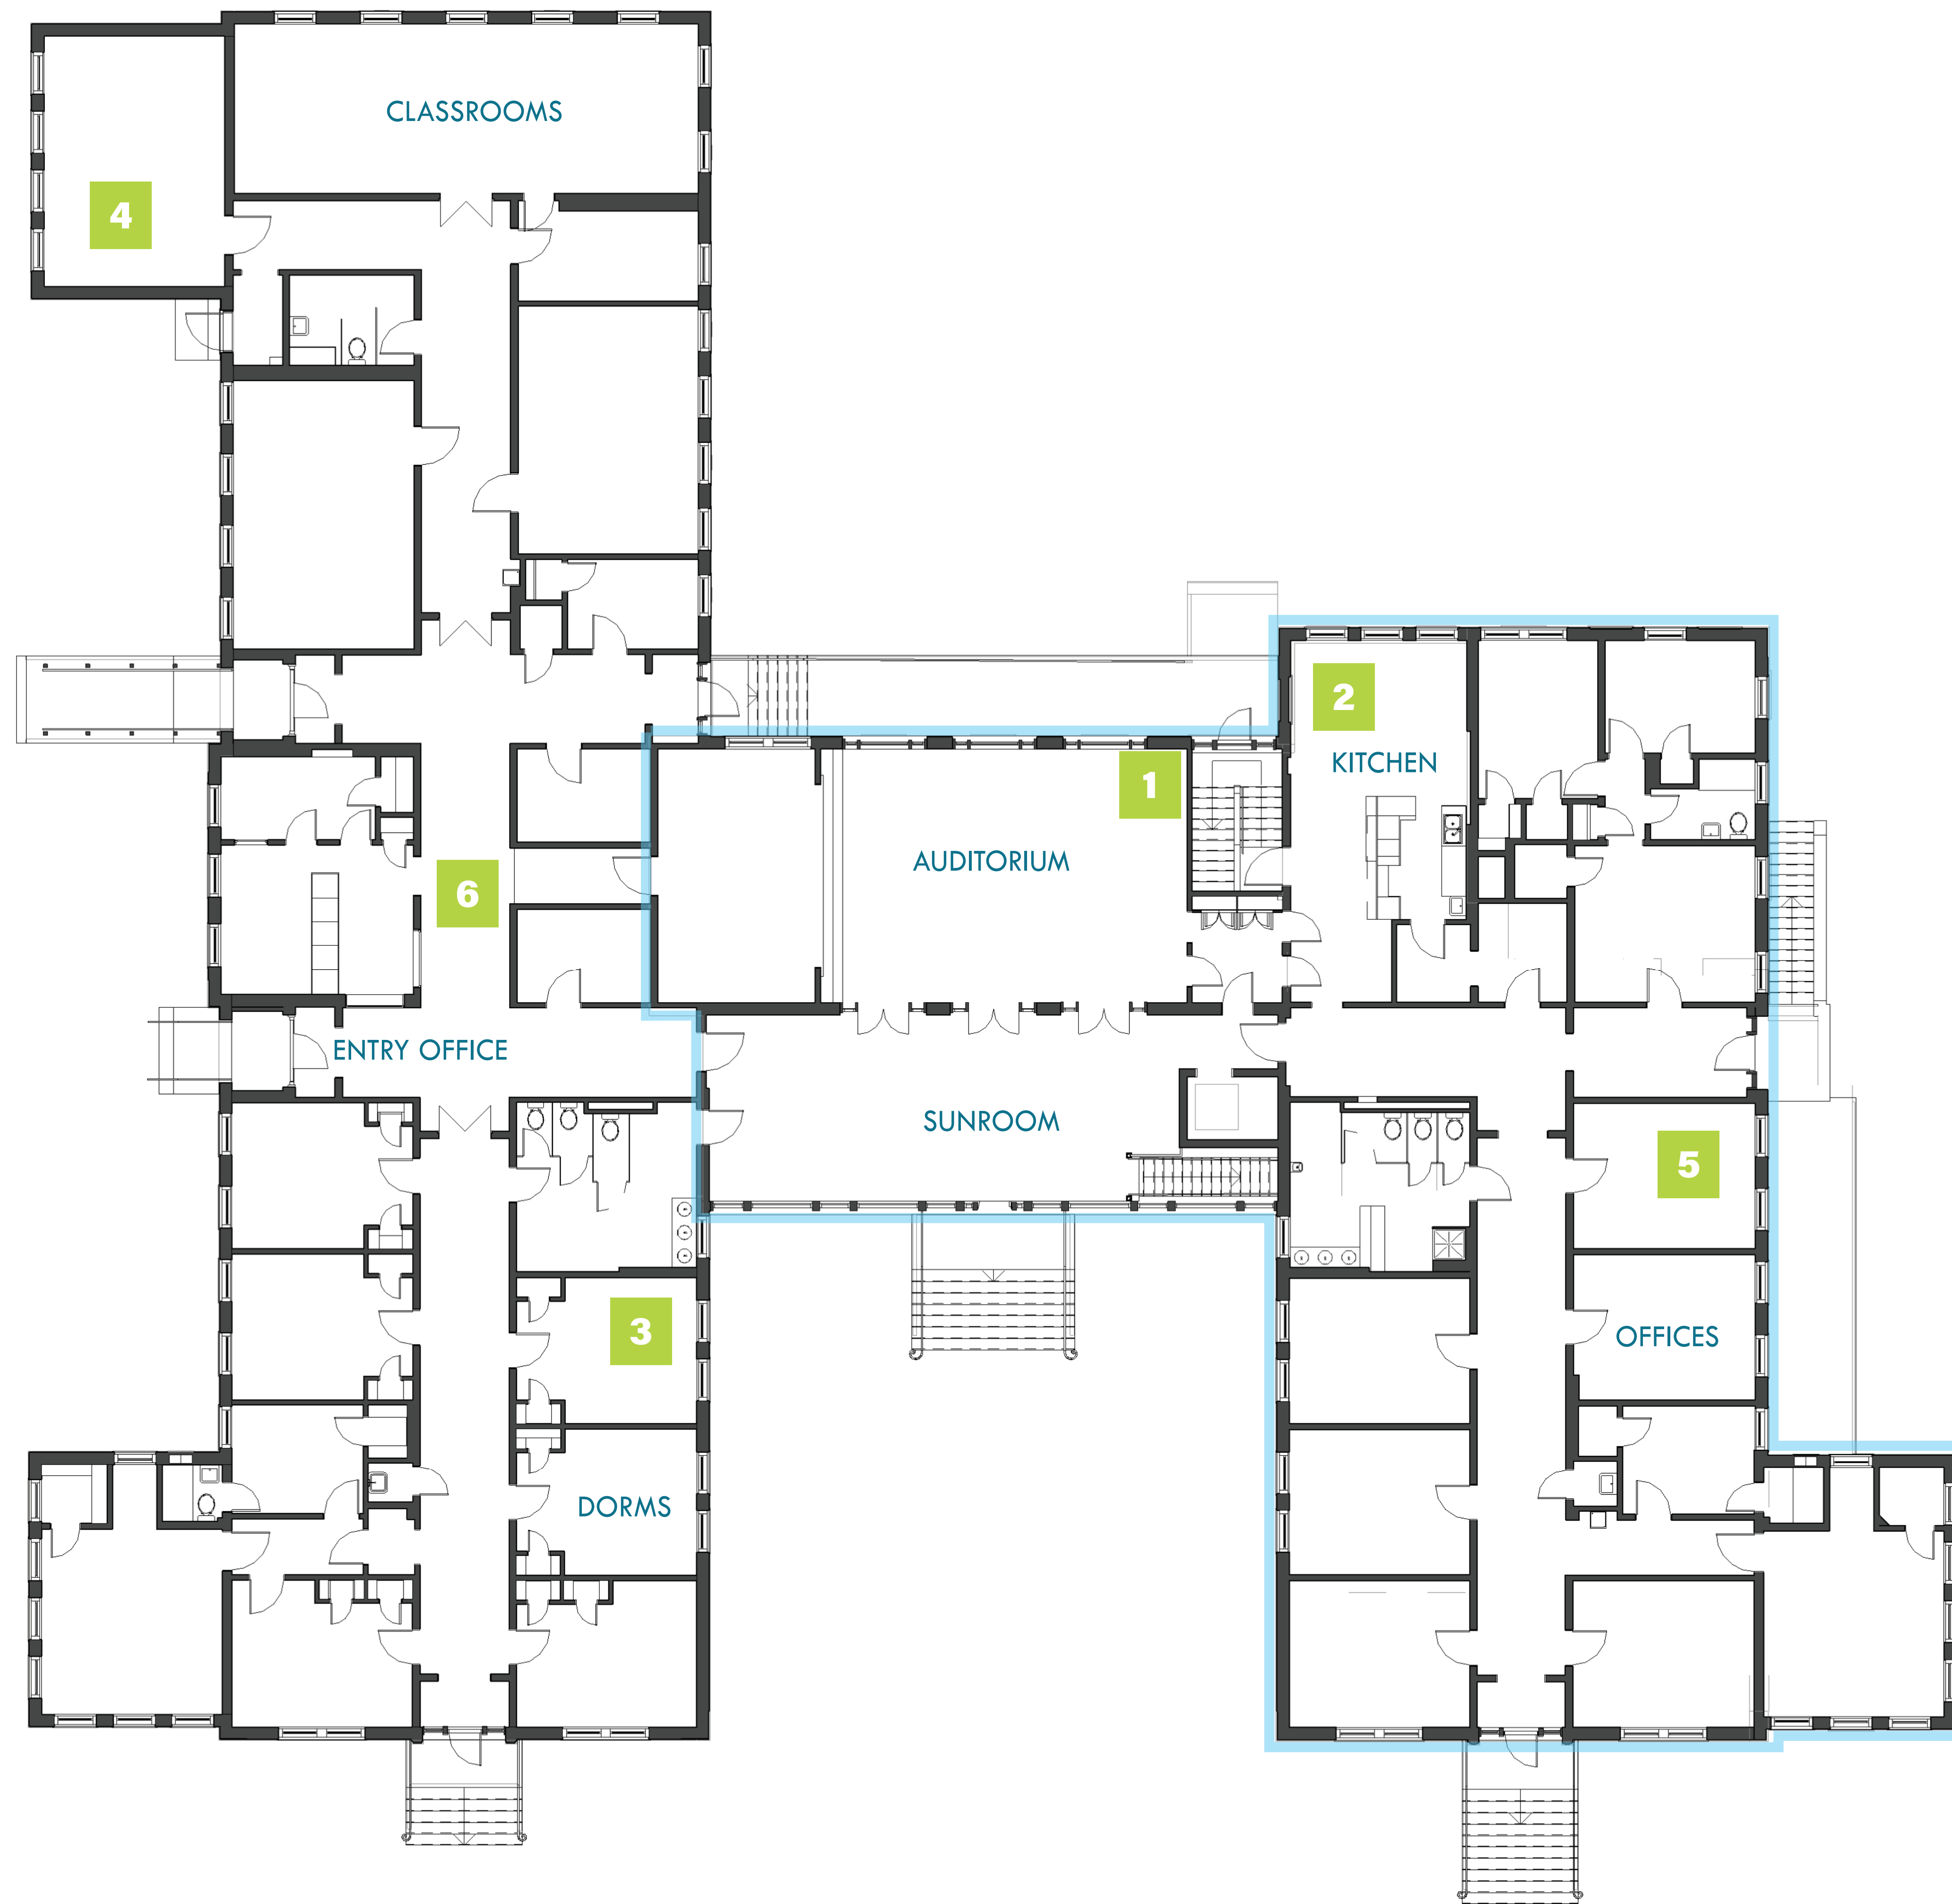 CLASSROOMS
4
2
KITCHEN
1
AUDITORIUM
6
ENTRY OFFICE
SUNROOM
5
3
OFFICES
DORMS